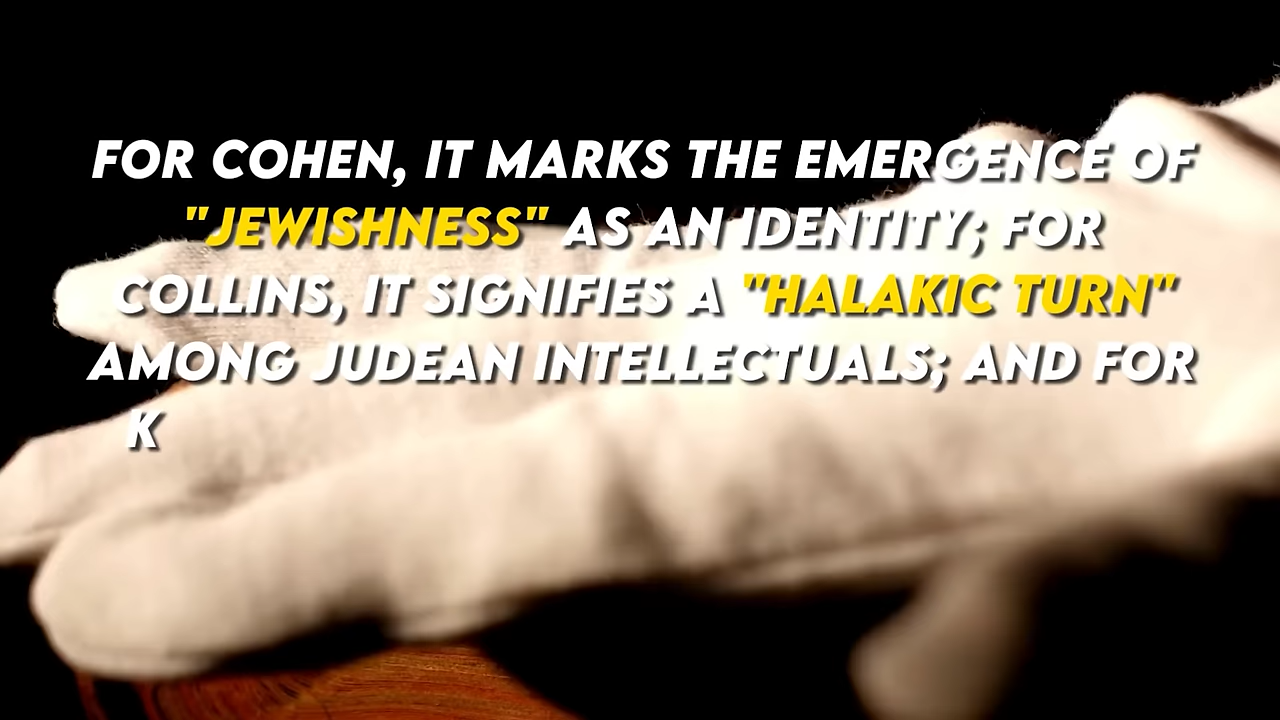 FOR COHEN, IT MARKS THE EMERGENCE OF
"JEWISHNESS" AS AN IDENTITY; FOR
COLLINS, IT SIGNIFIES A "HALAKIC TURN"
AMONG JUDEAN INTELLECTUALS; AND FOR
K